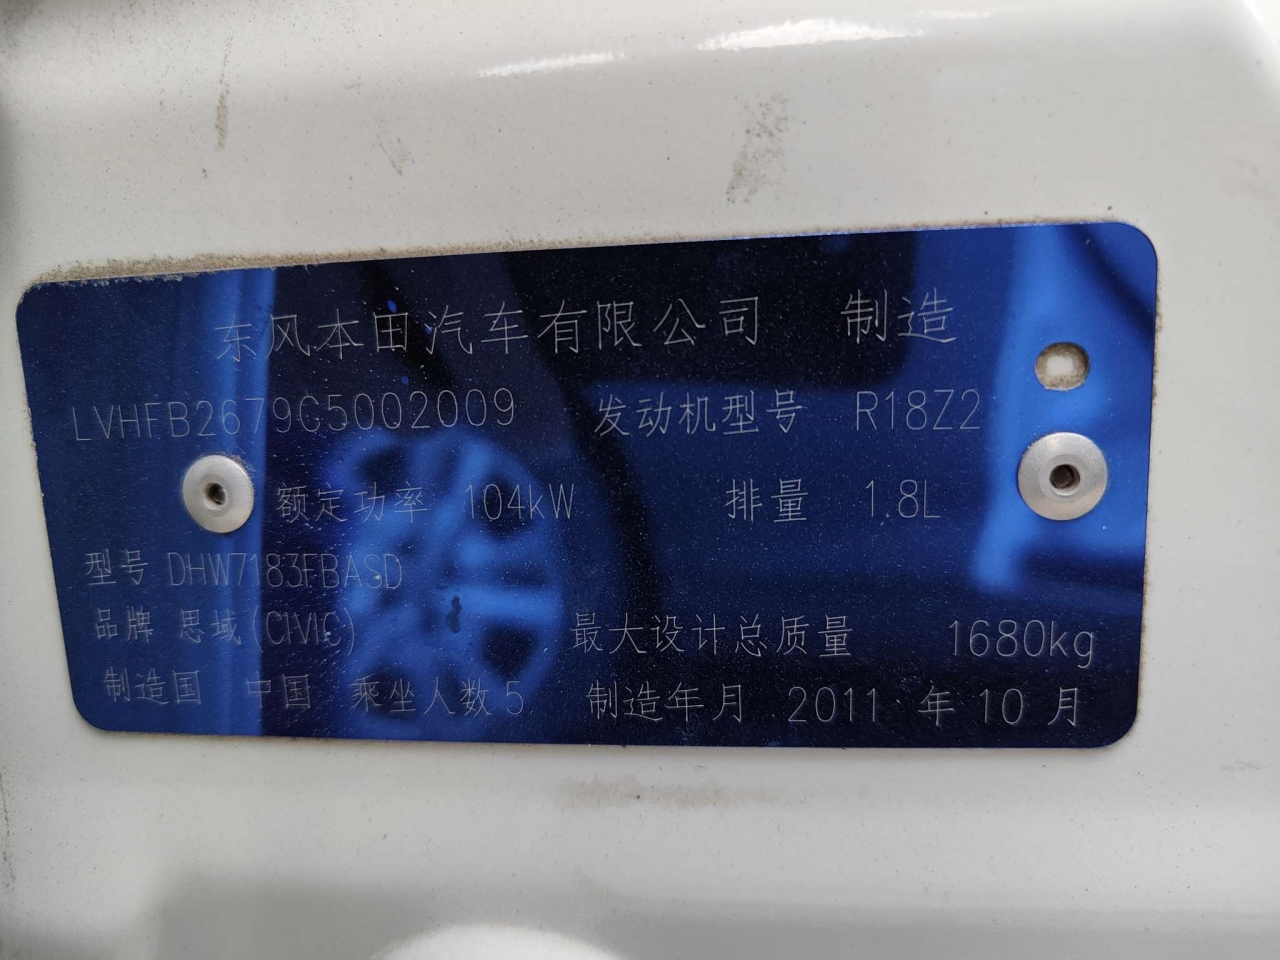 东风本田汽车有限公司 制造
LVHFB2679C5002009 发动机型号 R18Z2
额定功率 104kW 排量 1.8L
型号 DHW7183FBASD
品牌 思域(CIVIC) 最大设计总质量 1680kg
制造国 中国 乘坐人数 5 制造年月 2011 年 10 月